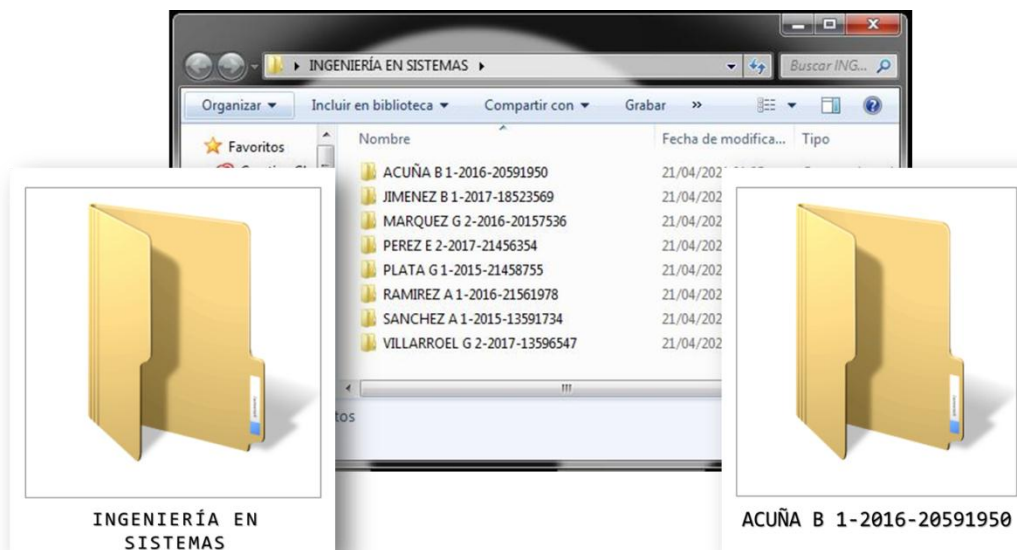 INGENIERÍA EN SISTEMAS
Buscar ING...
Organizar
Incluir en biblioteca
Compartir con
Grabar
»
Favoritos
Nombre
Fecha de modifica...
Tipo
ACUÑA B 1-2016-20591950
21/04/202
JIMENEZ B 1-2017-18523569
21/04/202
MARQUEZ G 2-2016-20157536
21/04/202
PEREZ E 2-2017-21456354
21/04/202
PLATA G 1-2015-21458755
21/04/202
RAMIREZ A 1-2016-21561978
21/04/202
SANCHEZ A 1-2015-13591734
21/04/202
VILLARROEL G 2-2017-13596547
21/04/202
tos
INGENIERÍA EN
SISTEMAS
ACUÑA B 1-2016-20591950